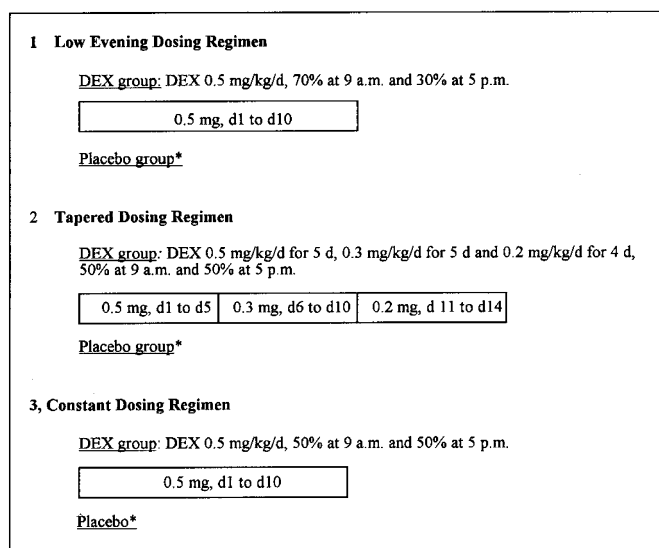 1 Low Evening Dosing Regimen
DEX group: DEX 0.5 mg/kg/d, 70% at 9 a.m. and 30% at 5 p.m.
0.5 mg, d1 to d10
Placebo group*
2 Tapered Dosing Regimen
DEX group: DEX 0.5 mg/kg/d for 5 d, 0.3 mg/kg/d for 5 d and 0.2 mg/kg/d for 4 d,
50% at 9 a.m. and 50% at 5 p.m.
0.5 mg, d1 to d5 0.3 mg, d6 to d10 0.2 mg, d 11 to d14
Placebo group*
3, Constant Dosing Regimen
DEX group: DEX 0.5 mg/kg/d, 50% at 9 a.m. and 50% at 5 p.m.
0.5 mg, d1 to d10
Placebo*